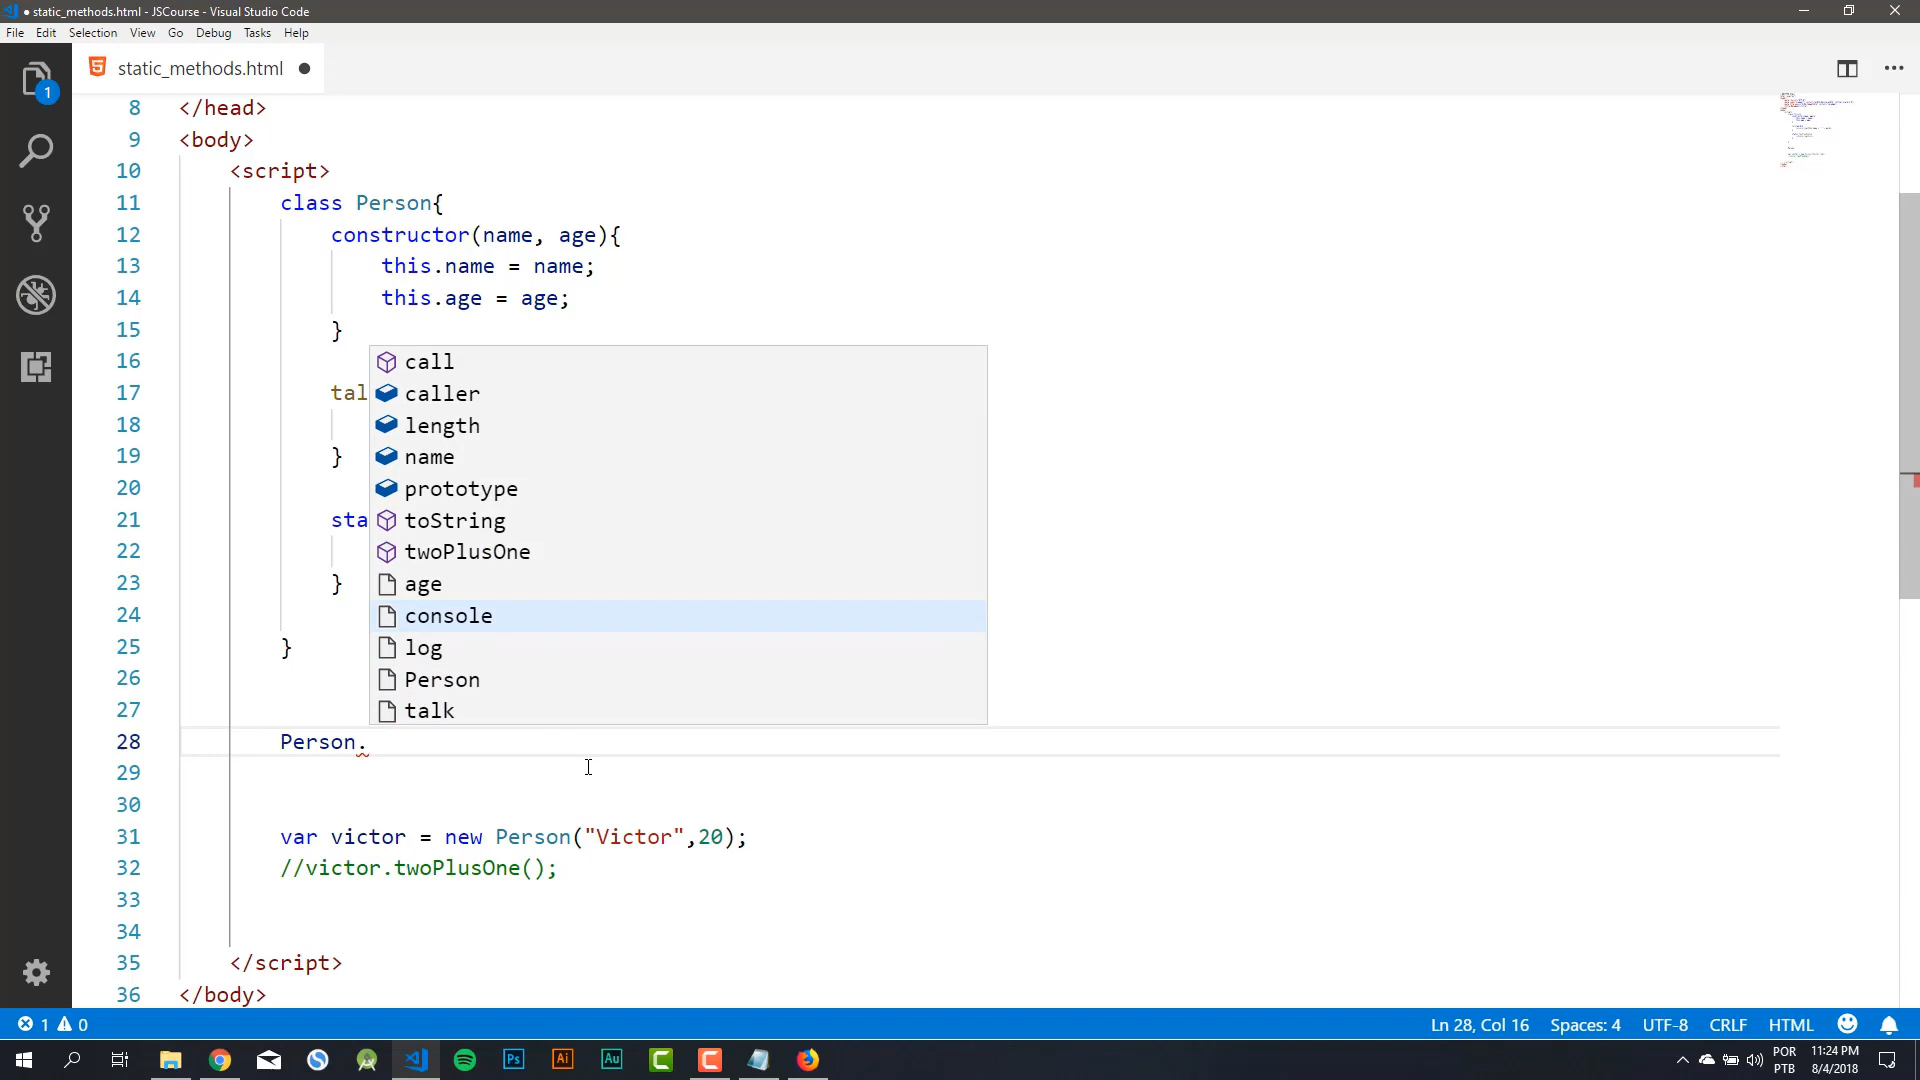 static_methods.html - JSCourse - Visual Studio Code
File Edit Selection View Go Debug Tasks Help
static_methods.html
1
8 </head>
9 <body>
10 <script>
11 class Person{
12 constructor(name, age){
13 this.name = name;
14 this.age = age;
15 }
16
17 tal
18
19 }
20
21 sta
22
23 }
24
25 }
26
27
call
caller
length
name
prototype
toString
twoPlusOne
age
console
log
Person
talk
28 Person.
29
30
31 var victor = new Person("Victor",20);
32 //victor.twoPlusOne();
33
34
35 </script>
36 </body>
1 0 Ln 28, Col 16 Spaces: 4 UTF-8 CRLF HTML
Ps Ai Au C C
POR 11:24 PM
PTB 8/4/2018